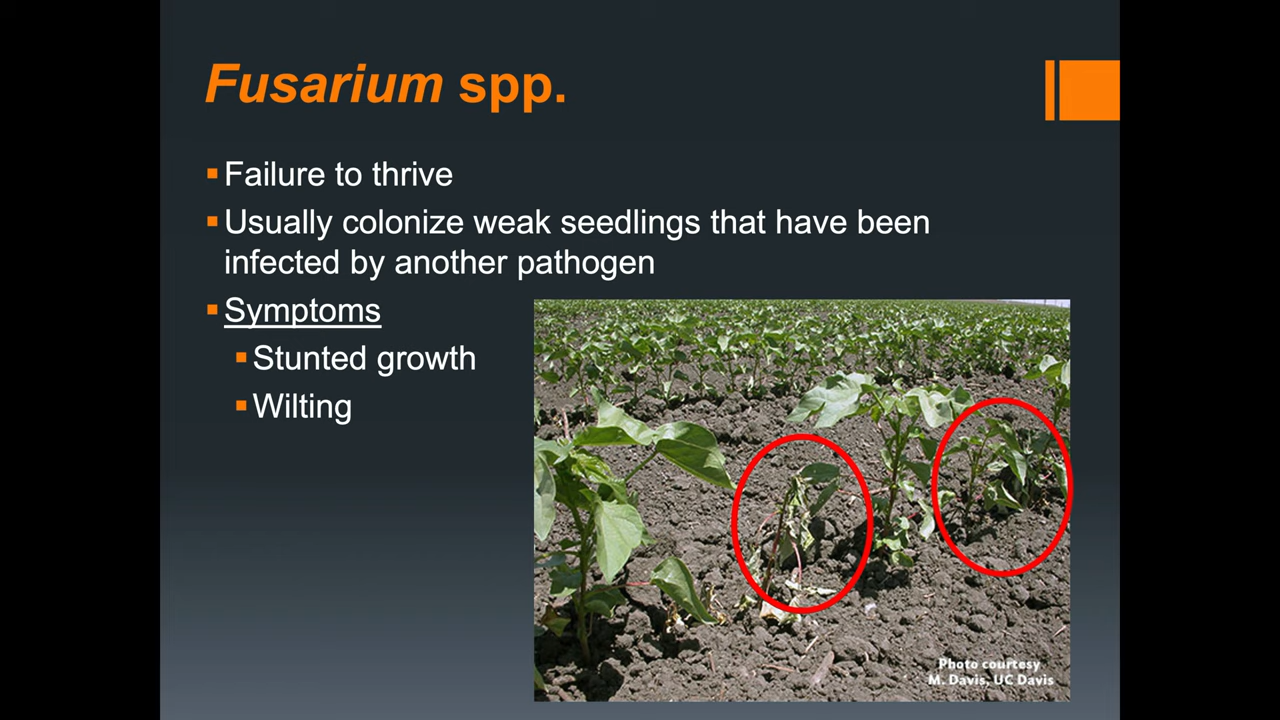 Fusarium spp.
Failure to thrive
Usually colonize weak seedlings that have been
infected by another pathogen
Symptoms
Stunted growth
Wilting
Photo courtesy
M. Davis, UC Davis